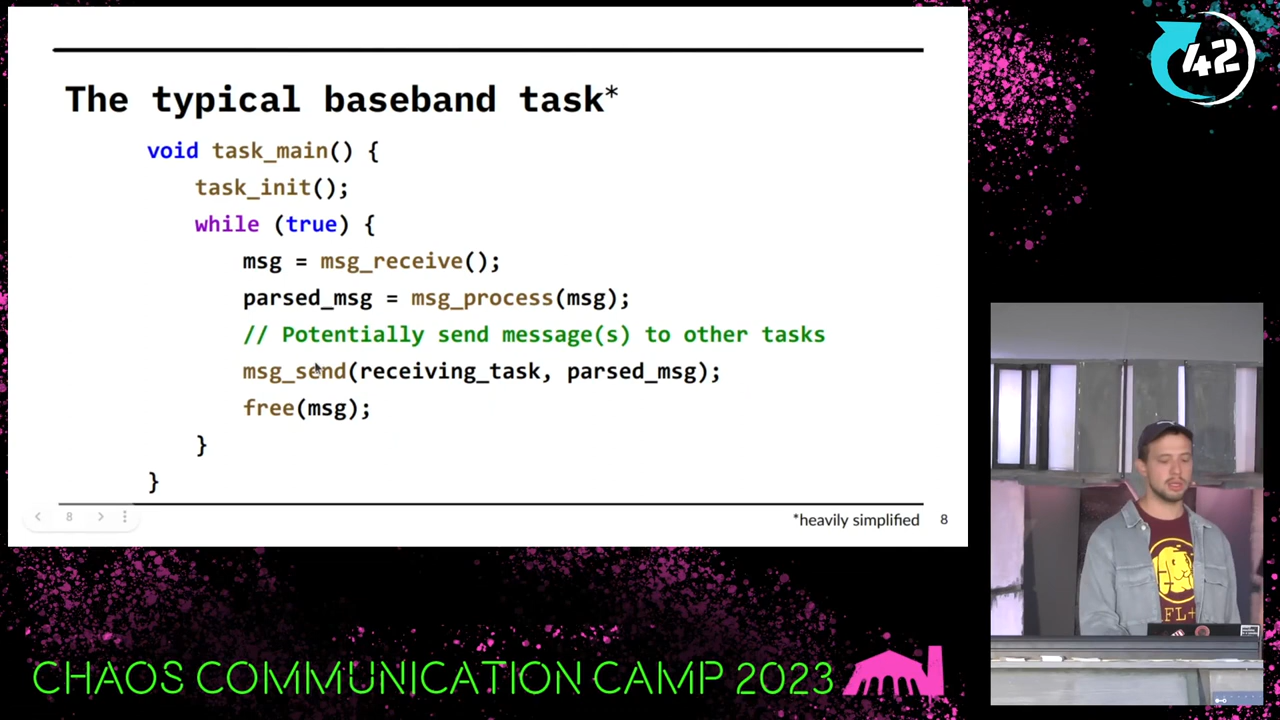 42
The typical baseband task*
void task_main() {
task_init();
while (true) {
msg = msg_receive();
parsed_msg = msg_process(msg);
// Potentially send message(s) to other tasks
msg_send(receiving_task, parsed_msg);
free(msg);
}
}
8
*heavily simplified 8
FL+
CHAOS COMMUNICATION CAMP 2023